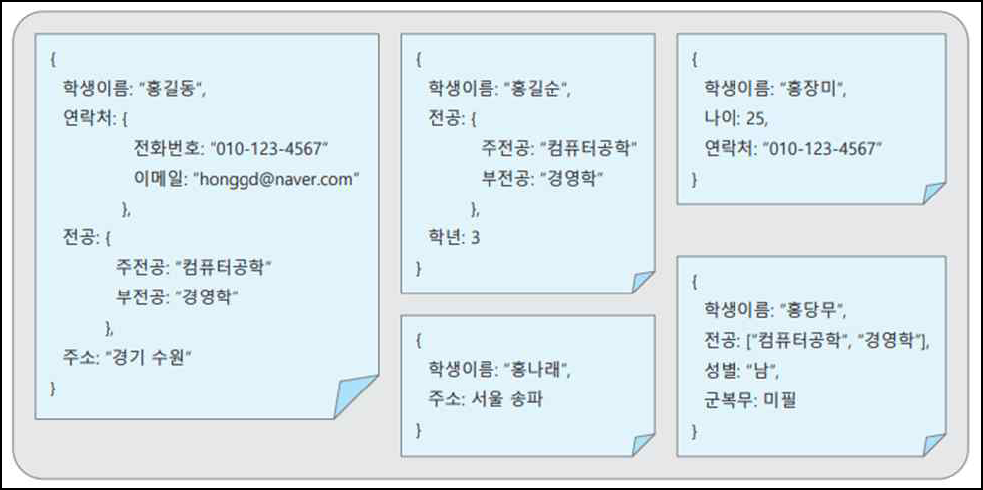 {
학생이름: "홍길동",
연락처: {
전화번호: "010-123-4567"
이메일: "honggd@naver.com"
},
전공: {
주전공: "컴퓨터공학"
부전공: "경영학"
},
주소: "경기 수원"
}
{
학생이름: "홍길순",
전공: {
주전공: "컴퓨터공학"
부전공: "경영학"
},
학년: 3
}
{
학생이름: "홍나래",
주소: 서울 송파
}
{
학생이름: "홍장미",
나이: 25,
연락처: "010-123-4567"
}
{
학생이름: "홍당무",
전공: ["컴퓨터공학", "경영학"],
성별: "남",
군복무: 미필
}